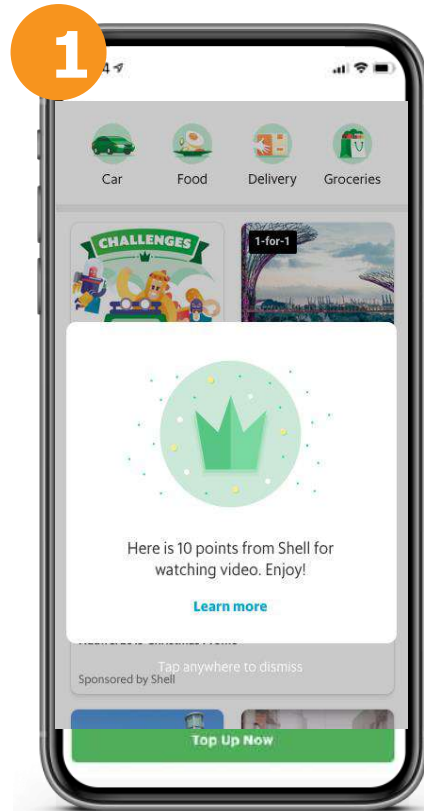 1
4
Car Food Delivery Groceries
CHALLENGES
1-for-1
Here is 10 points from Shell for
watching video. Enjoy!
Learn more
Tap anywhere to dismiss
Sponsored by Shell
Top Up Now